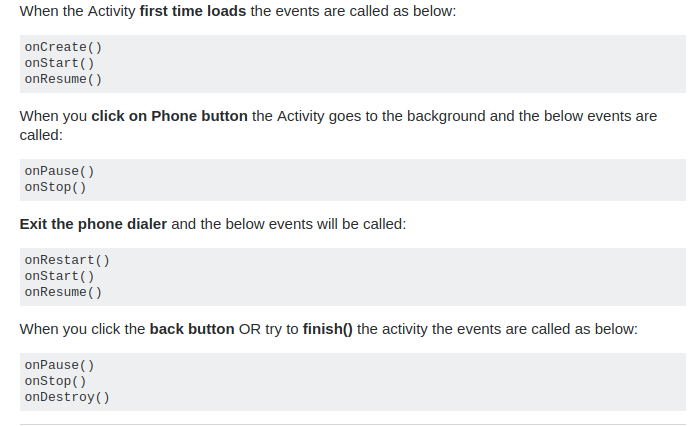 When the Activity first time loads the events are called as below:
onCreate()
onStart()
onResume()
When you click on Phone button the Activity goes to the background and the below events are
called:
onPause()
onStop()
Exit the phone dialer and the below events will be called:
onRestart()
onStart()
onResume()
When you click the back button OR try to finish() the activity the events are called as below:
onPause()
onStop()
onDestroy()